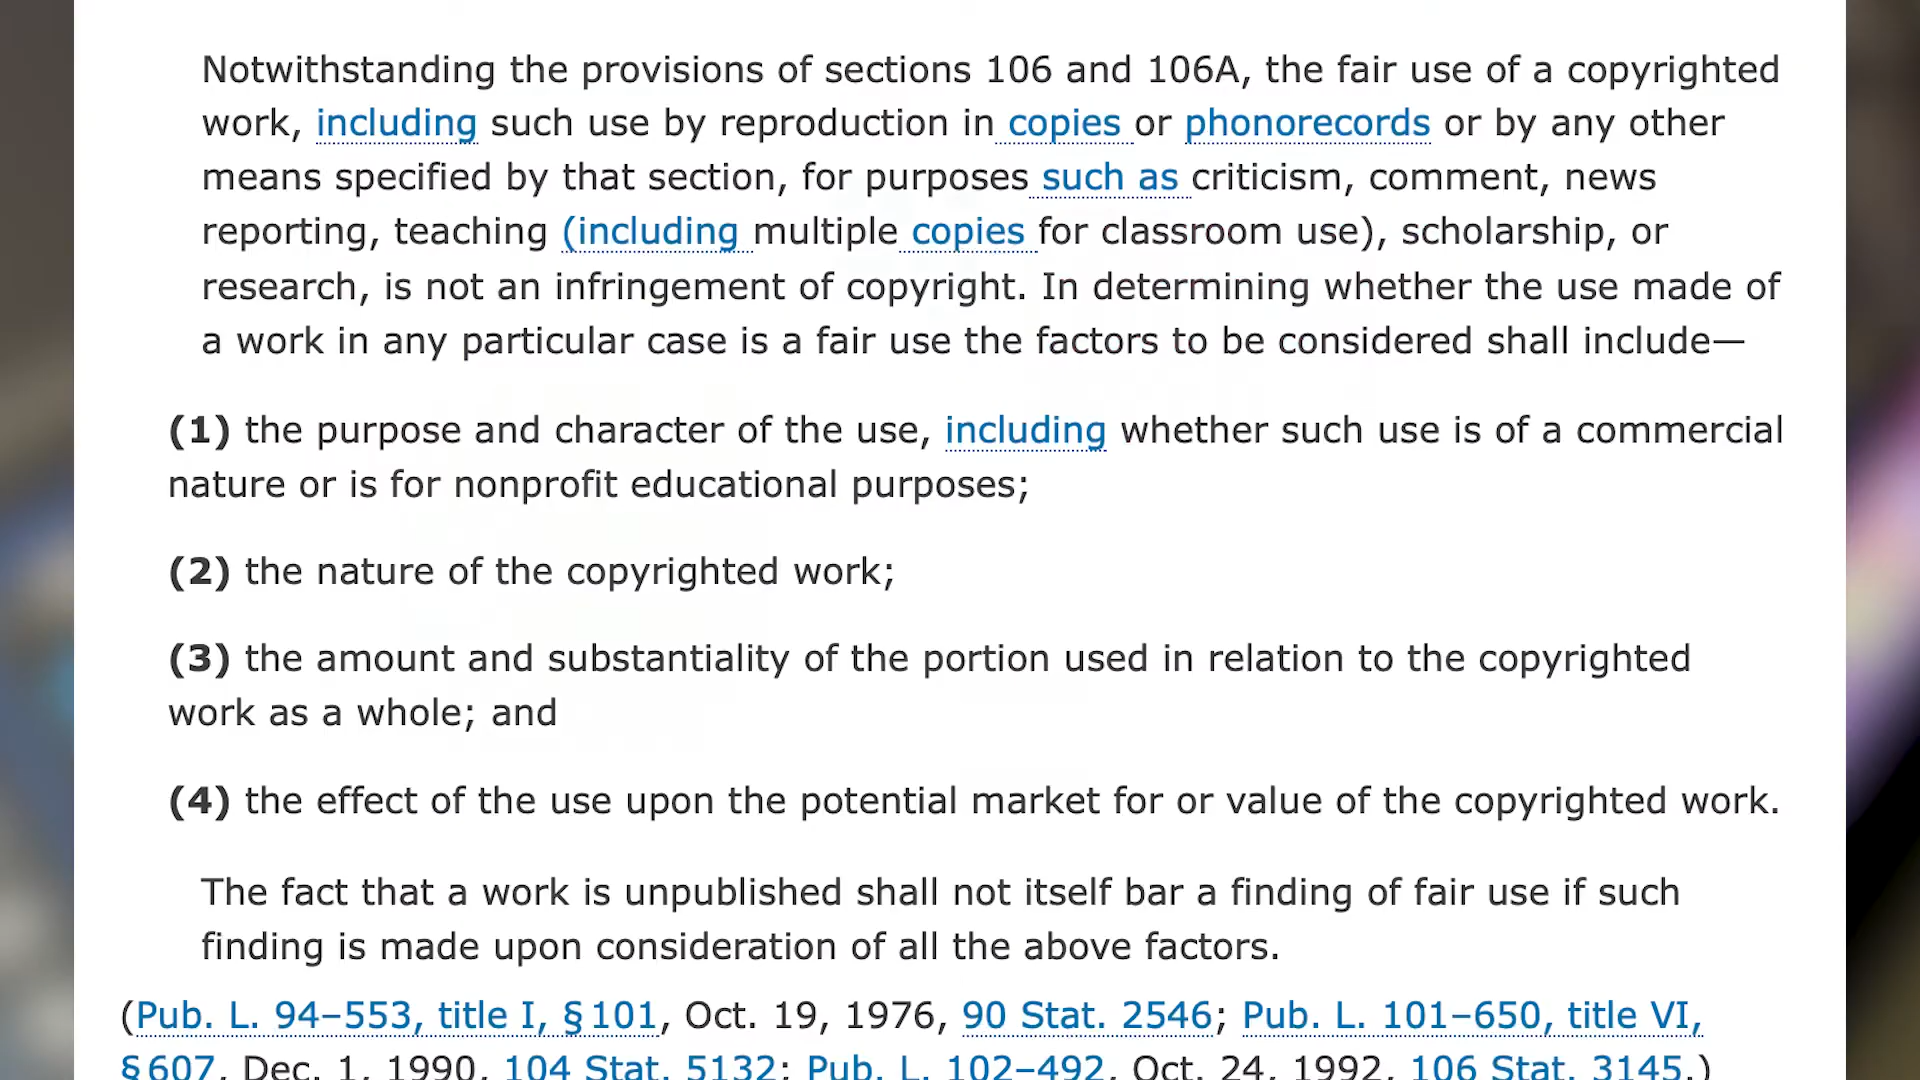 Notwithstanding the provisions of sections 106 and 106A, the fair use of a copyrighted
work, including such use by reproduction in copies or phonorecords or by any other
means specified by that section, for purposes such as criticism, comment, news
reporting, teaching (including multiple copies for classroom use), scholarship, or
research, is not an infringement of copyright. In determining whether the use made of
a work in any particular case is a fair use the factors to be considered shall include—
(1) the purpose and character of the use, including whether such use is of a commercial
nature or is for nonprofit educational purposes;
(2) the nature of the copyrighted work;
(3) the amount and substantiality of the portion used in relation to the copyrighted
work as a whole; and
(4) the effect of the use upon the potential market for or value of the copyrighted work.
The fact that a work is unpublished shall not itself bar a finding of fair use if such
finding is made upon consideration of all the above factors.
(Pub. L. 94–553, title I, §101, Oct. 19, 1976, 90 Stat. 2546; Pub. L. 101–650, title VI,
§607, Dec. 1, 1990, 104 Stat. 5132; Pub. L. 102–492, Oct. 24, 1992, 106 Stat. 3145.)